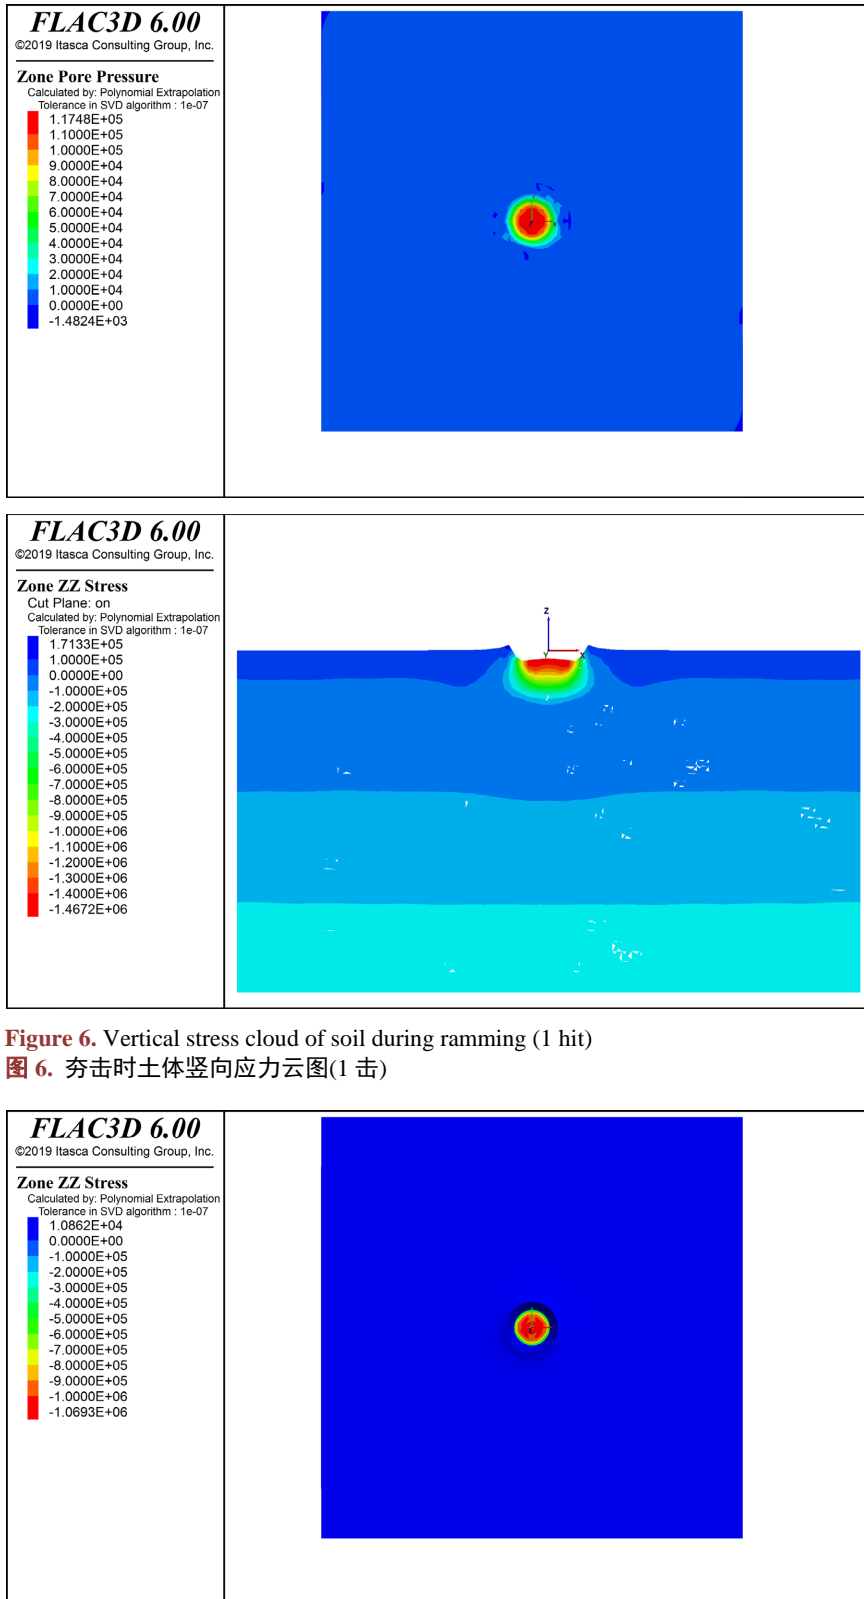 FLAC3D 6.00
©2019 Itasca Consulting Group, Inc.
Zone Pore Pressure
Calculated by: Polynomial Extrapolation
Tolerance in SVD algorithm : 1e-07
1.1748E+05
1.1000E+05
1.0000E+05
9.0000E+04
8.0000E+04
7.0000E+04
6.0000E+04
5.0000E+04
4.0000E+04
3.0000E+04
2.0000E+04
1.0000E+04
0.0000E+00
-1.4824E+03
FLAC3D 6.00
©2019 Itasca Consulting Group, Inc.
Zone ZZ Stress
Cut Plane: on
Calculated by: Polynomial Extrapolation
Tolerance in SVD algorithm : 1e-07
1.7133E+05
1.0000E+05
0.0000E+00
-1.0000E+05
-2.0000E+05
-3.0000E+05
-4.0000E+05
-5.0000E+05
-6.0000E+05
-7.0000E+05
-8.0000E+05
-9.0000E+05
-1.0000E+06
-1.1000E+06
-1.2000E+06
-1.3000E+06
-1.4000E+06
-1.4672E+06
Z
Y X
Figure 6. Vertical stress cloud of soil during ramming (1 hit)
图 6. 夯击时土体竖向应力云图(1 击)
FLAC3D 6.00
©2019 Itasca Consulting Group, Inc.
Zone ZZ Stress
Calculated by: Polynomial Extrapolation
Tolerance in SVD algorithm : 1e-07
1.0862E+04
0.0000E+00
-1.0000E+05
-2.0000E+05
-3.0000E+05
-4.0000E+05
-5.0000E+05
-6.0000E+05
-7.0000E+05
-8.0000E+05
-9.0000E+05
-1.0000E+06
-1.0693E+06